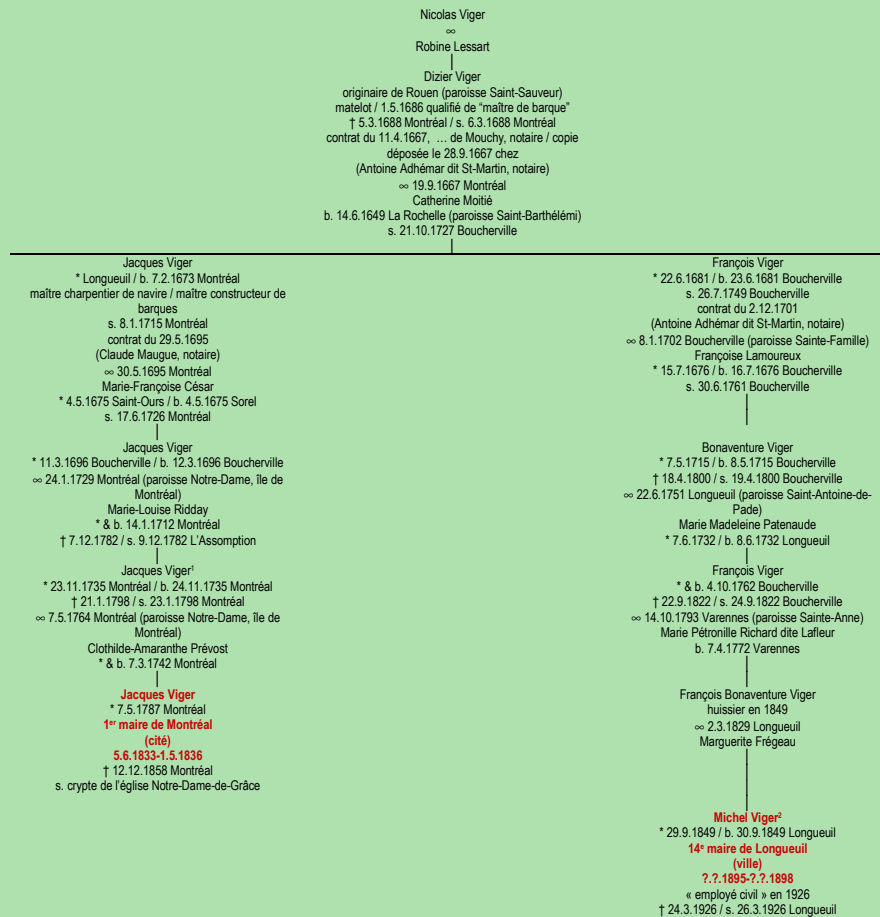 Nicolas Viger
∞
Robine Lessart
Dizier Viger
originaire de Rouen (paroisse Saint-Sauveur)
matelot / 1.5.1686 qualifié de “maître de barque”
† 5.3.1688 Montréal / s. 6.3.1688 Montréal
contrat du 11.4.1667, … de Mouchy, notaire / copie
déposée le 28.9.1667 chez
(Antoine Adhémar dit St-Martin, notaire)
∞ 19.9.1667 Montréal
Catherine Moitié
b. 14.6.1649 La Rochelle (paroisse Saint-Barthélémi)
s. 21.10.1727 Boucherville
Jacques Viger
* Longueuil / b. 7.2.1673 Montréal
maître charpentier de navire / maître constructeur de
barques
s. 8.1.1715 Montréal
contrat du 29.5.1695
(Claude Maugue, notaire)
∞ 30.5.1695 Montréal
Marie-Françoise César
* 4.5.1675 Saint-Ours / b. 4.5.1675 Sorel
s. 17.6.1726 Montréal
Jacques Viger
* 11.3.1696 Boucherville / b. 12.3.1696 Boucherville
∞ 24.1.1729 Montréal (paroisse Notre-Dame, île de
Montréal)
Marie-Louise Ridday
* & b. 14.1.1712 Montréal
† 7.12.1782 / s. 9.12.1782 L’Assomption
Jacques Viger¹
* 23.11.1735 Montréal / b. 24.11.1735 Montréal
† 21.1.1798 / s. 23.1.1798 Montréal
∞ 7.5.1764 Montréal (paroisse Notre-Dame, île de
Montréal)
Clothilde-Amaranthe Prévost
* & b. 7.3.1742 Montréal
Jacques Viger
* 7.5.1787 Montréal
1er maire de Montréal
(cité)
5.6.1833-1.5.1836
† 12.12.1858 Montréal
s. crypte de l’église Notre-Dame-de-Grâce
François Viger
* 22.6.1681 / b. 23.6.1681 Boucherville
s. 26.7.1749 Boucherville
contrat du 2.12.1701
(Antoine Adhémar dit St-Martin, notaire)
∞ 8.1.1702 Boucherville (paroisse Sainte-Famille)
Françoise Lamoureux
* 15.7.1676 / b. 16.7.1676 Boucherville
s. 30.6.1761 Boucherville
Bonaventure Viger
* 7.5.1715 / b. 8.5.1715 Boucherville
† 18.4.1800 / s. 19.4.1800 Boucherville
∞ 22.6.1751 Longueuil (paroisse Saint-Antoine-de-
Pade)
Marie Madeleine Patenaude
* 7.6.1732 / b. 8.6.1732 Longueuil
François Viger
* & b. 4.10.1762 Boucherville
† 22.9.1822 / s. 24.9.1822 Boucherville
∞ 14.10.1793 Varennes (paroisse Sainte-Anne)
Marie Pétronille Richard dite Lafleur
b. 7.4.1772 Varennes
François Bonaventure Viger
huissier en 1849
∞ 2.3.1829 Longueuil
Marguerite Frégeau
Michel Viger²
* 29.9.1849 / b. 30.9.1849 Longueuil
14e maire de Longueuil
(ville)
?.?.1895-?.?.1898
« employé civil » en 1926
† 24.3.1926 / s. 26.3.1926 Longueuil